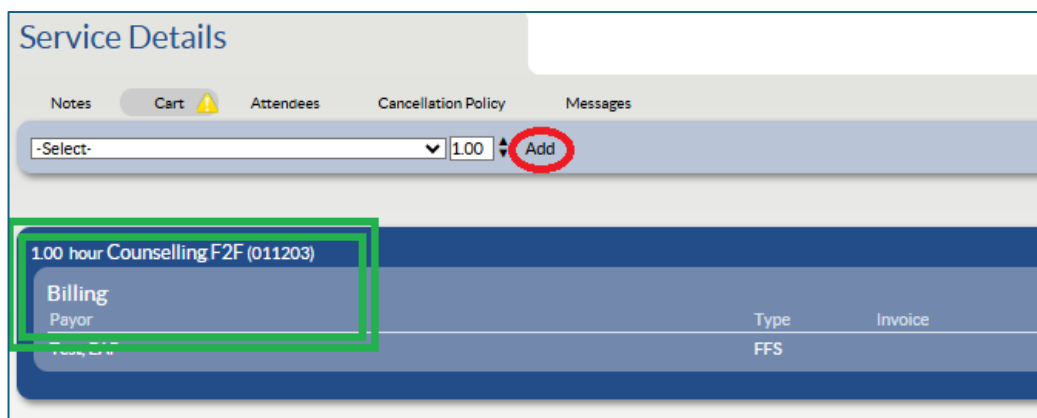 Service Details
Notes Cart Attendees Cancellation Policy Messages
-Select- 1.00 Add
1.00 hour Counselling F2F (011203)
Billing
Payor Type Invoice
FFS